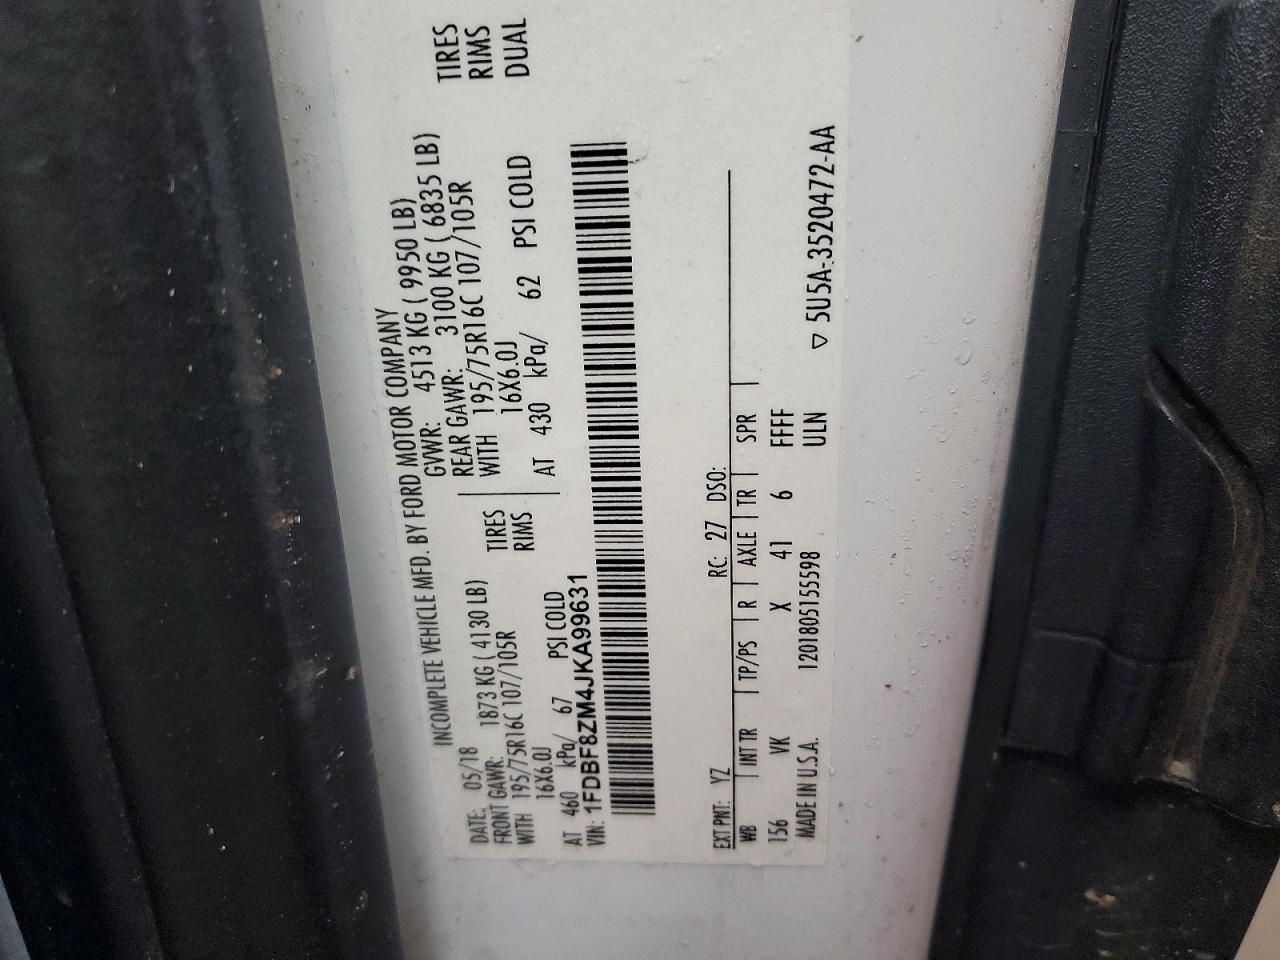 INCOMPLETE VEHICLE MFD. BY FORD MOTOR COMPANY
DATE: 05/18 GVWR: 4513 KG ( 9950 LB)
FRONT GAWR: 1873 KG ( 4130 LB) REAR GAWR: 3100 KG ( 6835 LB)
WITH 195/75R16C 107/105R TIRES WITH 195/75R16C 107/105R TIRES
16X6.0J RIMS 16X6.0J RIMS
AT 460 kPa/ 67 PSI COLD AT 430 kPa/ 62 PSI COLD DUAL
VIN: 1FDBF8ZM4JKA99631
EXT PNT: YZ RC: 27 DSO:
WB INT TR TP/PS R AXLE TR SPR
156 VK X 41 6 FFFF
MADE IN U.S.A. 1201805155598 ULN
▽ 5U5A-3520472-AA